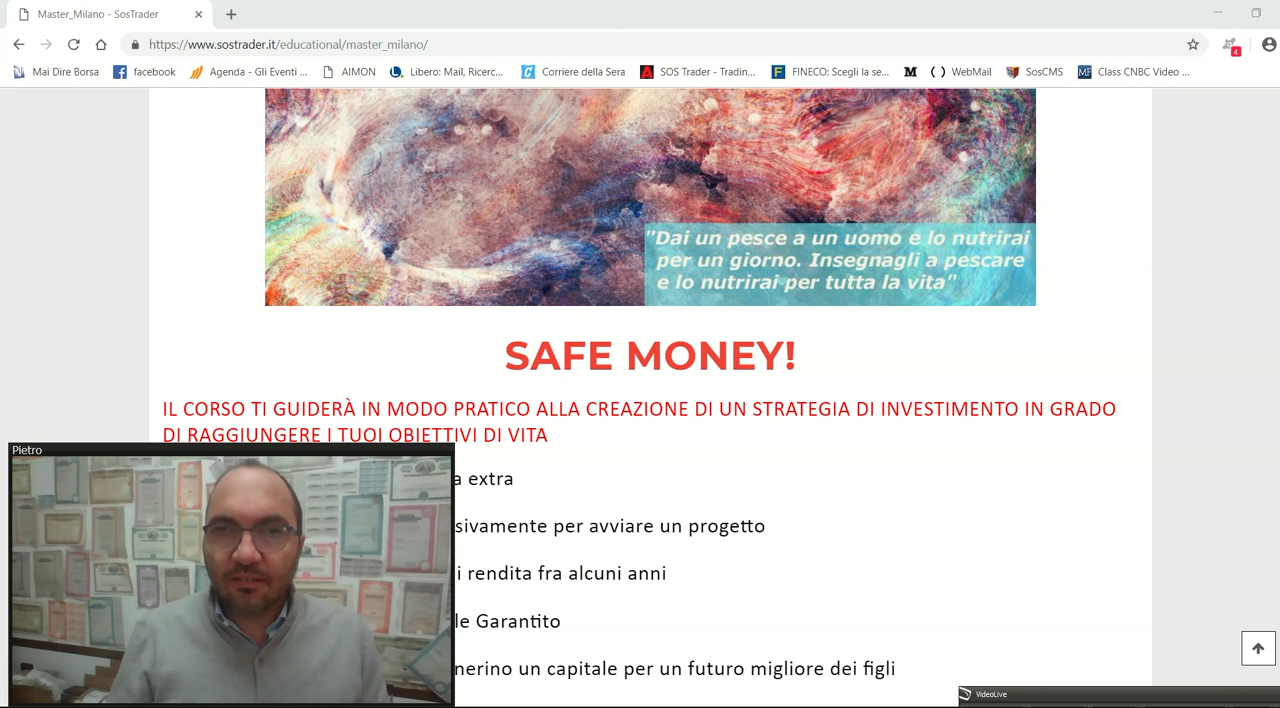 Master_Milano - SosTrader
https://www.sostrader.it/educational/master_milano/
4
Mai Dire Borsa
facebook
Agenda - Gli Eventi ...
AIMON
Libero: Mail, Ricerc...
Corriere della Sera
SOS Trader - Tradin...
FINECO: Scegli la se...
M
WebMail
SosCMS
Class CNBC Video ...
"Dai un pesce a un uomo e lo nutrirai
per un giorno. Insegnagli a pescare
e lo nutrirai per tutta la vita"
SAFE MONEY!
IL CORSO TI GUIDERÀ IN MODO PRATICO ALLA CREAZIONE DI UN STRATEGIA DI INVESTIMENTO IN GRADO
DI RAGGIUNGERE I TUOI OBIETTIVI DI VITA
Pietro
a extra
sivamente per avviare un progetto
i rendita fra alcuni anni
le Garantito
nerino un capitale per un futuro migliore dei figli
VideoLive